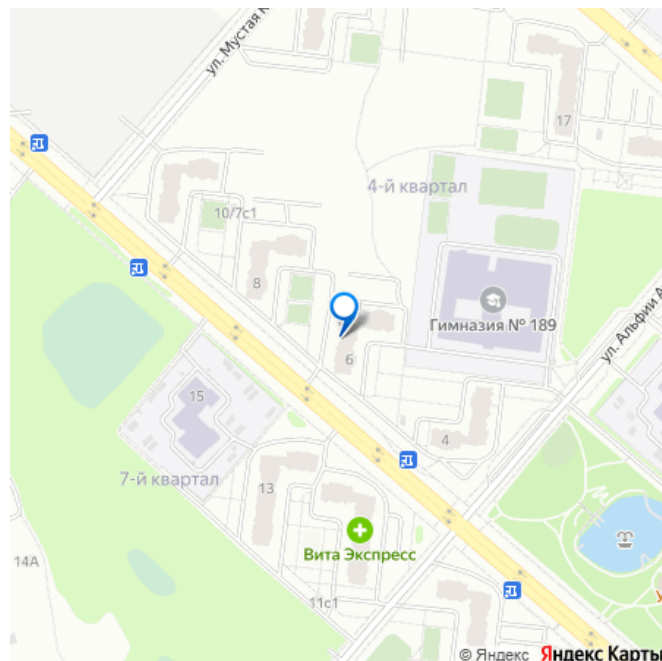 ул. Мустая
17
4-й квартал
10/7с1
8
Гимназия № 189
ул. Альфии А
6
15
4
7-й квартал
13
Вита Экспресс
14А
11с1
© Яндекс Яндекс Карты